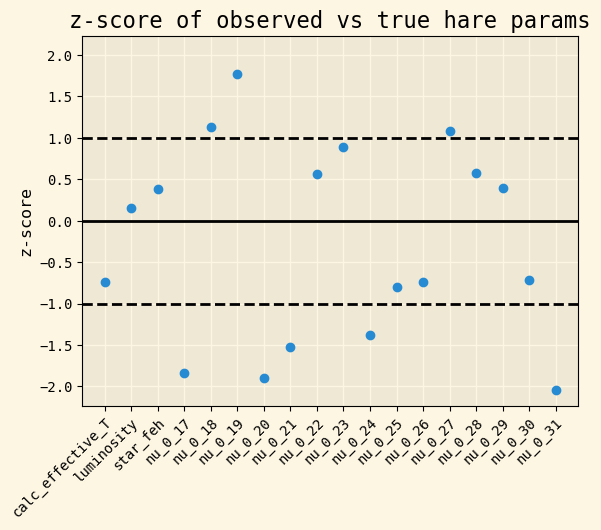 z-score of observed vs true hare params
z-score
2.0
1.5
1.0
0.5
0.0
−0.5
−1.0
−1.5
−2.0
calc_effective_T
luminosity
star_feh
nu_0_17
nu_0_18
nu_0_19
nu_0_20
nu_0_21
nu_0_22
nu_0_23
nu_0_24
nu_0_25
nu_0_26
nu_0_27
nu_0_28
nu_0_29
nu_0_30
nu_0_31